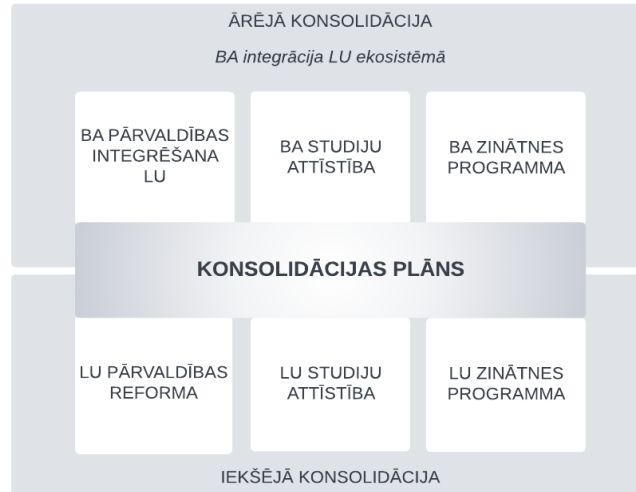 ĀRĒJĀ KONSOLIDĀCIJA
BA integrācija LU ekosistēmā
BA PĀRVALDĪBAS
INTEGRĒŠANA
LU
BA STUDIJU
ATTĪSTĪBA
BA ZINĀTNES
PROGRAMMA
KONSOLIDĀCIJAS PLĀNS
LU PĀRVALDĪBAS
REFORMA
LU STUDIJU
ATTĪSTĪBA
LU ZINĀTNES
PROGRAMMA
IEKŠĒJĀ KONSOLIDĀCIJA